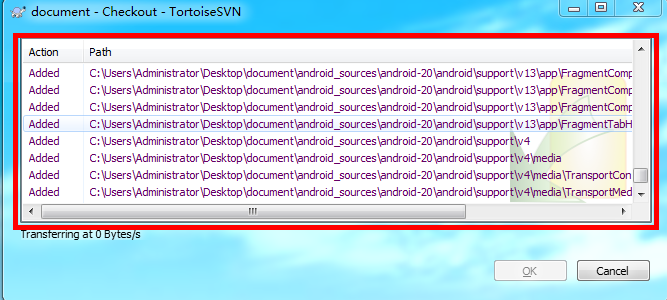 document - Checkout - TortoiseSVN
Action Path
Added C:\Users\Administrator\Desktop\document\android_sources\android-20\android\support\v13\app\FragmentComp
Added C:\Users\Administrator\Desktop\document\android_sources\android-20\android\support\v13\app\FragmentComp
Added C:\Users\Administrator\Desktop\document\android_sources\android-20\android\support\v13\app\FragmentComp
Added C:\Users\Administrator\Desktop\document\android_sources\android-20\android\support\v13\app\FragmentTabH
Added C:\Users\Administrator\Desktop\document\android_sources\android-20\android\support\v4
Added C:\Users\Administrator\Desktop\document\android_sources\android-20\android\support\v4\media
Added C:\Users\Administrator\Desktop\document\android_sources\android-20\android\support\v4\media\TransportCon
Added C:\Users\Administrator\Desktop\document\android_sources\android-20\android\support\v4\media\TransportMed
Transferring at 0 Bytes/s
OK Cancel